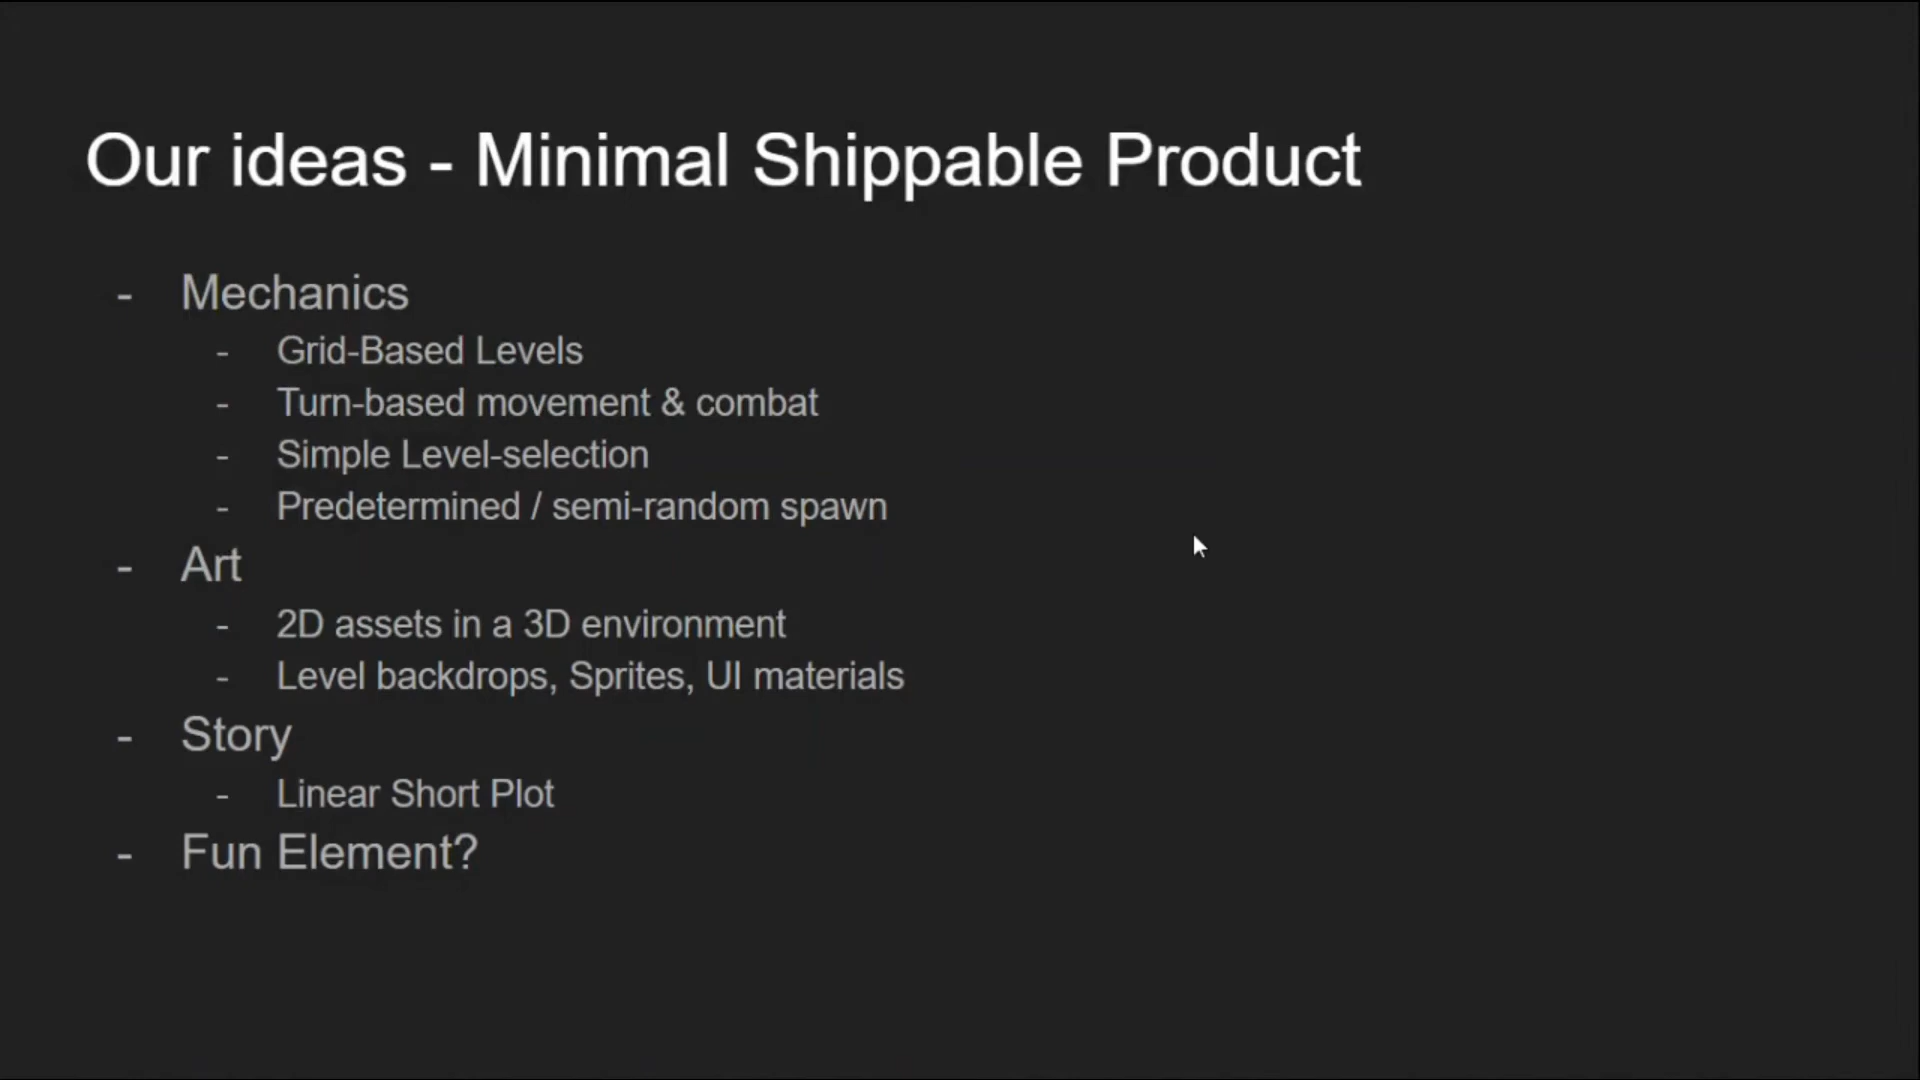 Our ideas - Minimal Shippable Product
- Mechanics
- Grid-Based Levels
- Turn-based movement & combat
- Simple Level-selection
- Predetermined / semi-random spawn
- Art
- 2D assets in a 3D environment
- Level backdrops, Sprites, UI materials
- Story
- Linear Short Plot
- Fun Element?